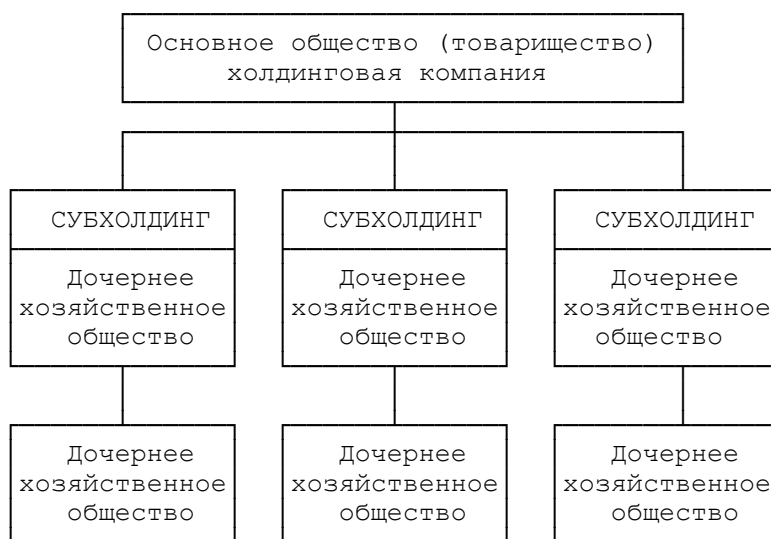 Основное общество (товарищество)
холдинговая компания
СУБХОЛДИНГ
СУБХОЛДИНГ
СУБХОЛДИНГ
Дочернее
хозяйственное
общество
Дочернее
хозяйственное
общество
Дочернее
хозяйственное
общество
Дочернее
хозяйственное
общество
Дочернее
хозяйственное
общество
Дочернее
хозяйственное
общество